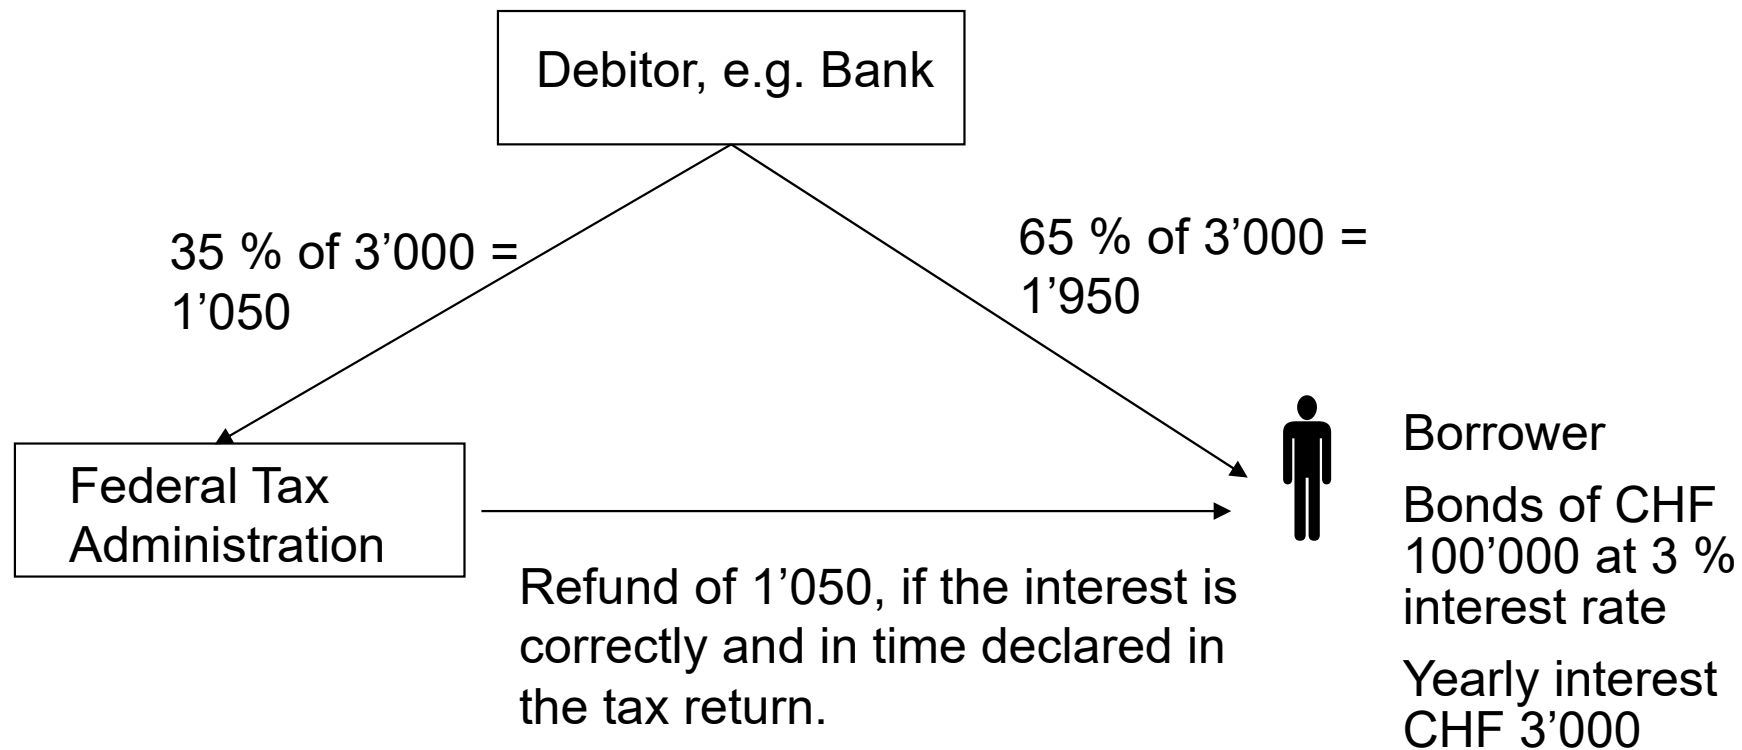 Debitor, e.g. Bank
35 % of 3’000 =
1’050
65 % of 3’000 =
1’950
Federal Tax
Administration
Refund of 1’050, if the interest is
correctly and in time declared in
the tax return.
Borrower
Bonds of CHF
100’000 at 3 %
interest rate
Yearly interest
CHF 3’000